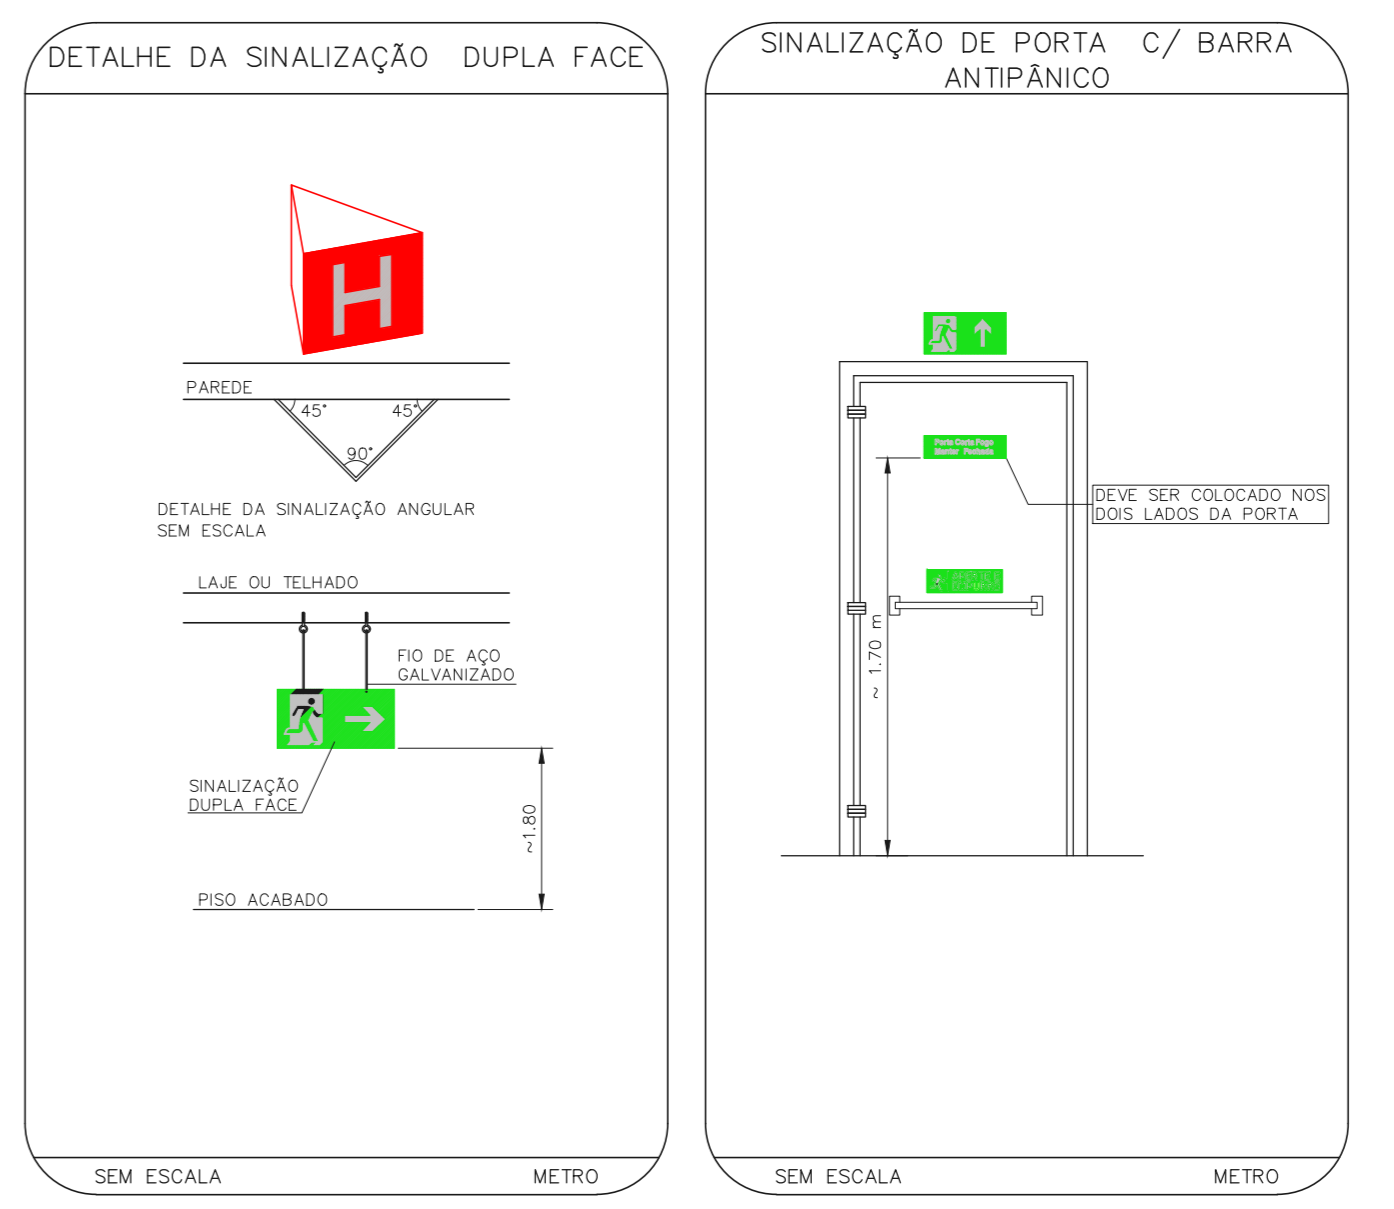 DETALHE DA SINALIZAÇÃO DUPLA FACE
H
PAREDE
45°
45°
90°
DETALHE DA SINALIZAÇÃO ANGULAR
SEM ESCALA
LAJE OU TELHADO
FIO DE AÇO
GALVANIZADO
SINALIZAÇÃO
DUPLA FACE
~1.80
PISO ACABADO
SEM ESCALA
METRO
SINALIZAÇÃO DE PORTA C/ BARRA
ANTIPÂNICO
Porta Corta Fogo
Manter Fechada
DEVE SER COLOCADO NOS
DOIS LADOS DA PORTA
~ 1.70 m
SEM ESCALA
METRO